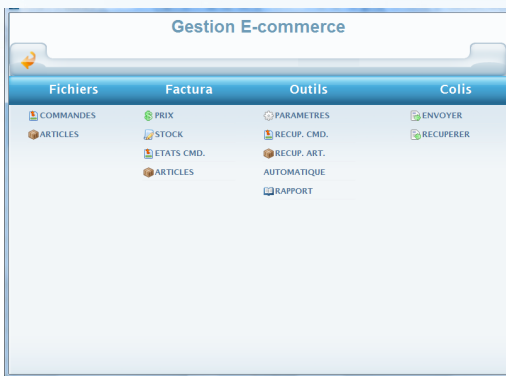 Gestion E-commerce
Fichiers Factura Outils Colis
COMMANDES PRIX PARAMETRES ENVOYER
ARTICLES STOCK RECUP. CMD. RECUPERER
ETATS CMD. RECUP. ART.
ARTICLES AUTOMATIQUE
RAPPORT